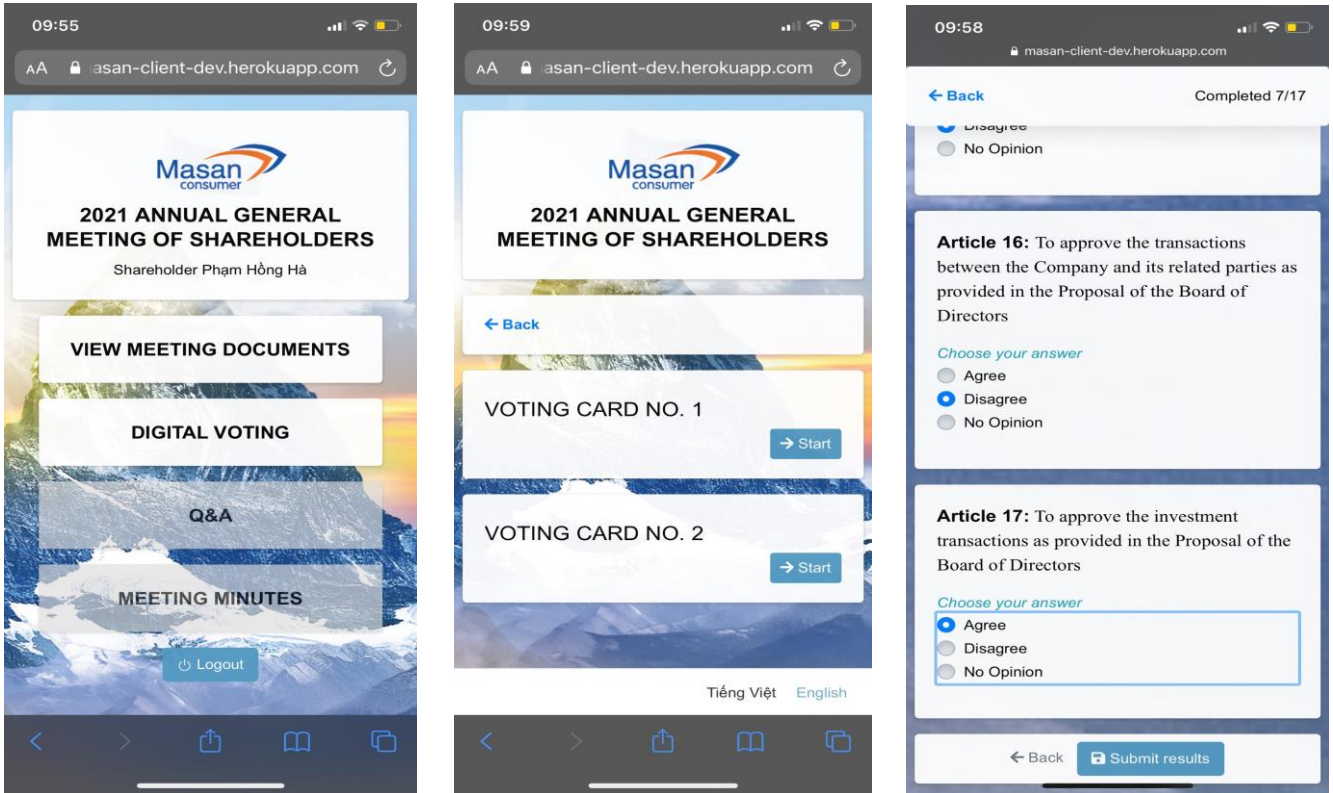 09:55
AA asan-client-dev.herokuapp.com
Masan
consumer
2021 ANNUAL GENERAL
MEETING OF SHAREHOLDERS
Shareholder Phạm Hồng Hà
VIEW MEETING DOCUMENTS
DIGITAL VOTING
Q&A
MEETING MINUTES
Logout
09:59
AA asan-client-dev.herokuapp.com
Masan
consumer
2021 ANNUAL GENERAL
MEETING OF SHAREHOLDERS
Back
VOTING CARD NO. 1
Start
VOTING CARD NO. 2
Start
Tiếng Việt English
09:58
masan-client-dev.herokuapp.com
Back Completed 7/17
Disagree
No Opinion
Article 16: To approve the transactions
between the Company and its related parties as
provided in the Proposal of the Board of
Directors
Choose your answer
Agree
Disagree
No Opinion
Article 17: To approve the investment
transactions as provided in the Proposal of the
Board of Directors
Choose your answer
Agree
Disagree
No Opinion
Back Submit results